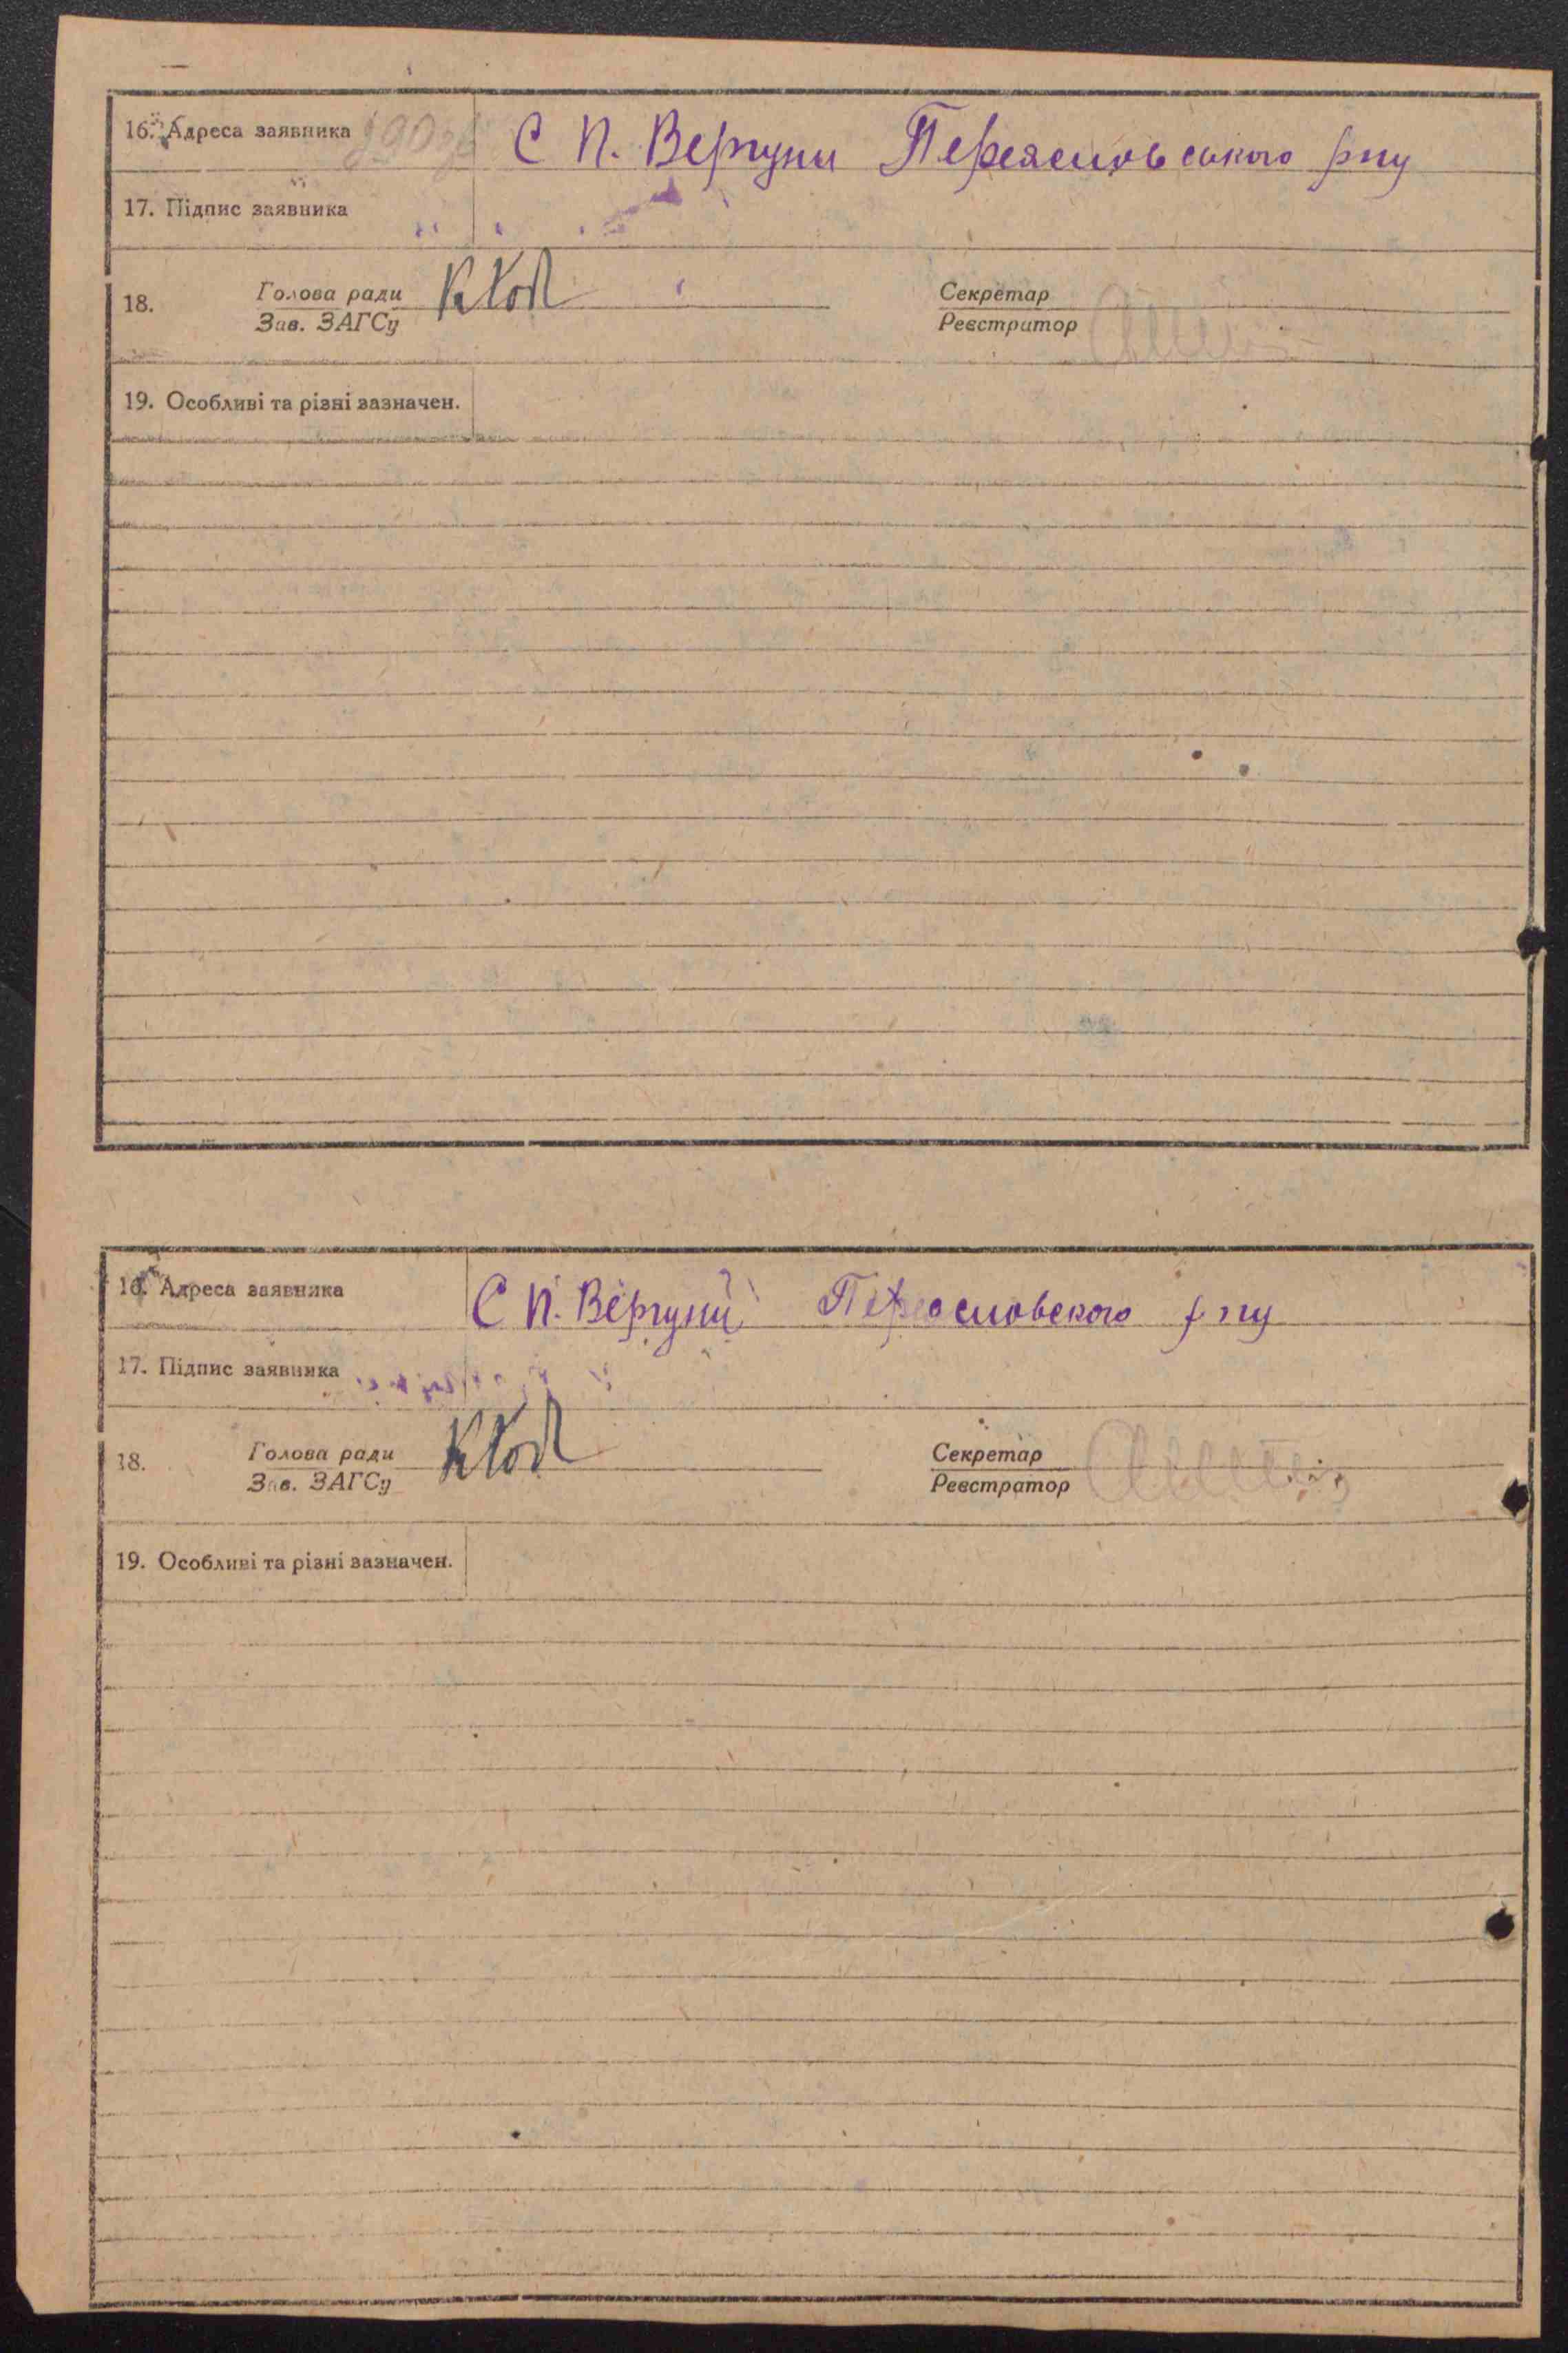 16. Адреса заявника С П. Вергуни Переяславського р-ну
17. Підпис заявника
18. Голова ради Секретар
Зав. ЗАГСу Реєстратор
19. Особливі та різні зазначен.
16. Адреса заявника С П. Вергуни р-ну
17. Підпис заявника
18. Голова ради Секретар
Зав. ЗАГСу Реєстратор
19. Особливі та різні зазначен.